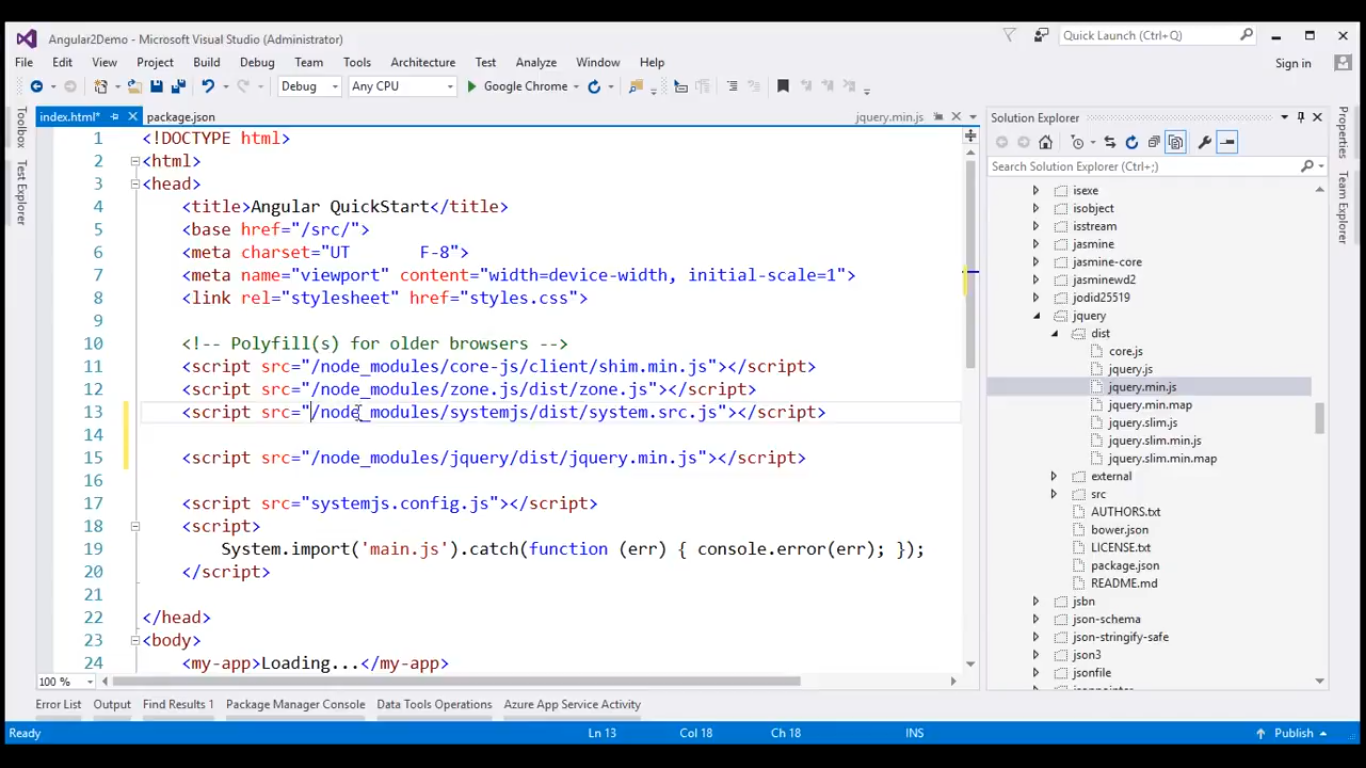 Angular2Demo - Microsoft Visual Studio (Administrator)
Quick Launch (Ctrl+Q)
File Edit View Project Build Debug Team Tools Architecture Test Analyze Window Help
Sign in
Debug Any CPU Google Chrome
Toolbox
Test Explorer
index.html* package.json jquery.min.js
1 <!DOCTYPE html>
2 <html>
3 <head>
4 <title>Angular QuickStart</title>
5 <base href="/src/">
6 <meta charset="UT F-8">
7 <meta name="viewport" content="width=device-width, initial-scale=1">
8 <link rel="stylesheet" href="styles.css">
9
10 <!-- Polyfill(s) for older browsers -->
11 <script src="/node_modules/core-js/client/shim.min.js"></script>
12 <script src="/node_modules/zone.js/dist/zone.js"></script>
13 <script src="/node_modules/systemjs/dist/system.src.js"></script>
14
15 <script src="/node_modules/jquery/dist/jquery.min.js"></script>
16
17 <script src="systemjs.config.js"></script>
18 <script>
19 System.import('main.js').catch(function (err) { console.error(err); });
20 </script>
21
22 </head>
23 <body>
24 <my-app>Loading...</my-app>
100 %
Solution Explorer
Search Solution Explorer (Ctrl+;)
isexe
isobject
isstream
jasmine
jasmine-core
jasminewd2
jodid25519
jquery
dist
core.js
jquery.js
jquery.min.js
jquery.min.map
jquery.slim.js
jquery.slim.min.js
jquery.slim.min.map
external
src
AUTHORS.txt
bower.json
LICENSE.txt
package.json
README.md
jsbn
json-schema
json-stringify-safe
json3
jsonfile
jsonpointer
Properties
Team Explorer
Error List Output Find Results 1 Package Manager Console Data Tools Operations Azure App Service Activity
Ready Ln 13 Col 18 Ch 18 INS Publish